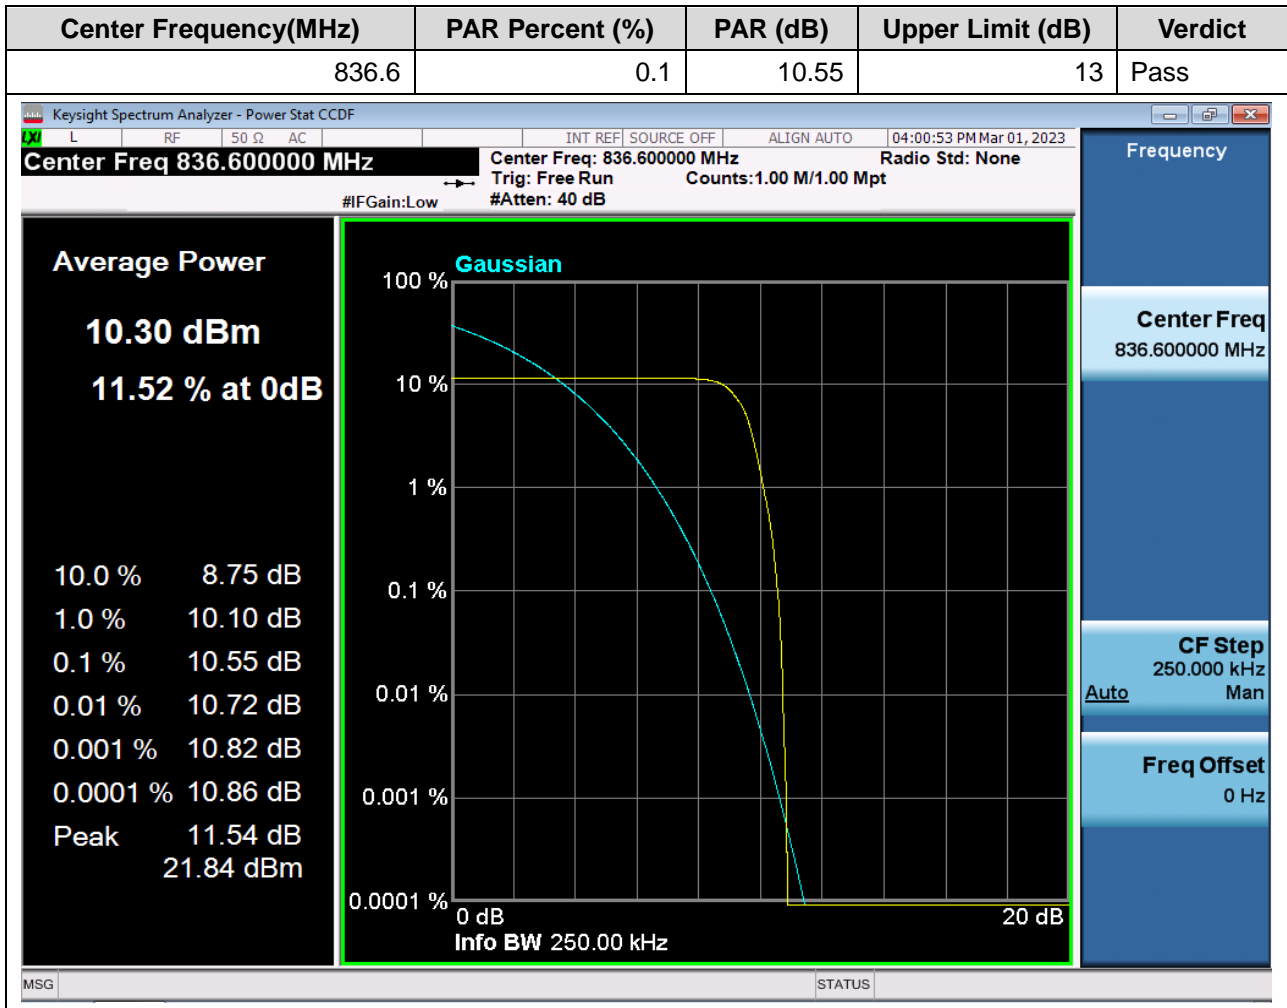 Center Frequency(MHz) PAR Percent (%) PAR (dB) Upper Limit (dB) Verdict
836.6 0.1 10.55 13 Pass
Keysight Spectrum Analyzer - Power Stat CCDF
LXI L RF 50 Ω AC INT REF SOURCE OFF ALIGN AUTO 04:00:53 PM Mar 01, 2023
Center Freq 836.600000 MHz
Center Freq: 836.600000 MHz Radio Std: None
Trig: Free Run Counts:1.00 M/1.00 Mpt
#IFGain:Low #Atten: 40 dB
Average Power
10.30 dBm
11.52 % at 0dB
10.0 % 8.75 dB
1.0 % 10.10 dB
0.1 % 10.55 dB
0.01 % 10.72 dB
0.001 % 10.82 dB
0.0001 % 10.86 dB
Peak 11.54 dB
21.84 dBm
Gaussian
100 %
10 %
1 %
0.1 %
0.01 %
0.001 %
0.0001 %
0 dB 20 dB
Info BW 250.00 kHz
Frequency
Center Freq
836.600000 MHz
CF Step
250.000 kHz
Auto Man
Freq Offset
0 Hz
MSG STATUS